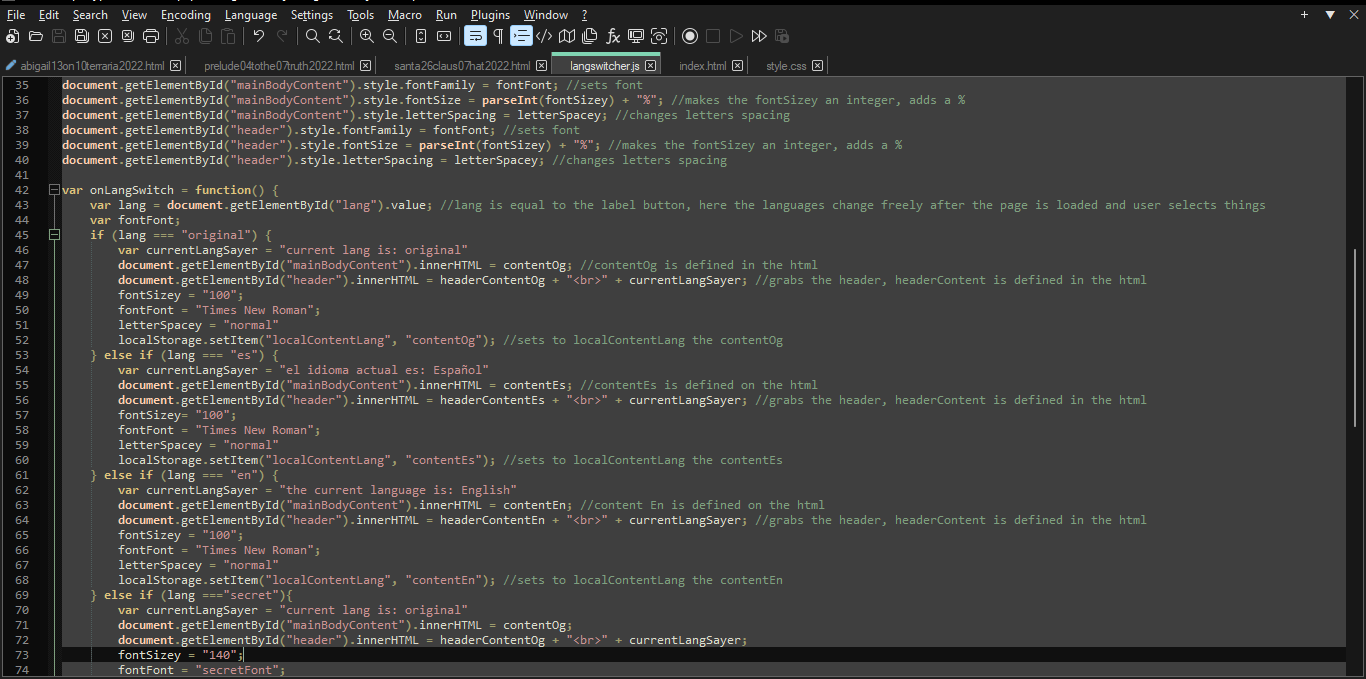 File Edit Search View Encoding Language Settings Tools Macro Run Plugins Window ?
abigail13on10terraria2022.html prelude04tothe07truth2022.html santa26claus07hat2022.html langswitcher.js index.html style.css
35 document.getElementById("mainBodyContent").style.fontFamily = fontFont; //sets font
36 document.getElementById("mainBodyContent").style.fontSize = parseInt(fontSizey) + "%"; //makes the fontSizey an integer, adds a %
37 document.getElementById("mainBodyContent").style.letterSpacing = letterSpacey; //changes letters spacing
38 document.getElementById("header").style.fontFamily = fontFont; //sets font
39 document.getElementById("header").style.fontSize = parseInt(fontSizey) + "%"; //makes the fontSizey an integer, adds a %
40 document.getElementById("header").style.letterSpacing = letterSpacey; //changes letters spacing
41
42 var onLangSwitch = function() {
43 var lang = document.getElementById("lang").value; //lang is equal to the label button, here the languages change freely after the page is loaded and user selects things
44 var fontFont;
45 if (lang === "original") {
46 var currentLangSayer = "current lang is: original"
47 document.getElementById("mainBodyContent").innerHTML = contentOg; //contentOg is defined in the html
48 document.getElementById("header").innerHTML = headerContentOg + "<br>" + currentLangSayer; //grabs the header, headerContent is defined in the html
49 fontSizey = "100";
50 fontFont = "Times New Roman";
51 letterSpacey = "normal"
52 localStorage.setItem("localContentLang", "contentOg"); //sets to localContentLang the contentOg
53 } else if (lang === "es") {
54 var currentLangSayer = "el idioma actual es: Español"
55 document.getElementById("mainBodyContent").innerHTML = contentEs; //contentEs is defined on the html
56 document.getElementById("header").innerHTML = headerContentEs + "<br>" + currentLangSayer; //grabs the header, headerContent is defined in the html
57 fontSizey= "100";
58 fontFont = "Times New Roman";
59 letterSpacey = "normal"
60 localStorage.setItem("localContentLang", "contentEs"); //sets to localContentLang the contentEs
61 } else if (lang === "en") {
62 var currentLangSayer = "the current language is: English"
63 document.getElementById("mainBodyContent").innerHTML = contentEn; //content En is defined on the html
64 document.getElementById("header").innerHTML = headerContentEn + "<br>" + currentLangSayer; //grabs the header, headerContent is defined in the html
65 fontSizey = "100";
66 fontFont = "Times New Roman";
67 letterSpacey = "normal"
68 localStorage.setItem("localContentLang", "contentEn"); //sets to localContentLang the contentEn
69 } else if (lang ==="secret"){
70 var currentLangSayer = "current lang is: original"
71 document.getElementById("mainBodyContent").innerHTML = contentOg;
72 document.getElementById("header").innerHTML = headerContentOg + "<br>" + currentLangSayer;
73 fontSizey = "140";
74 fontFont = "secretFont";